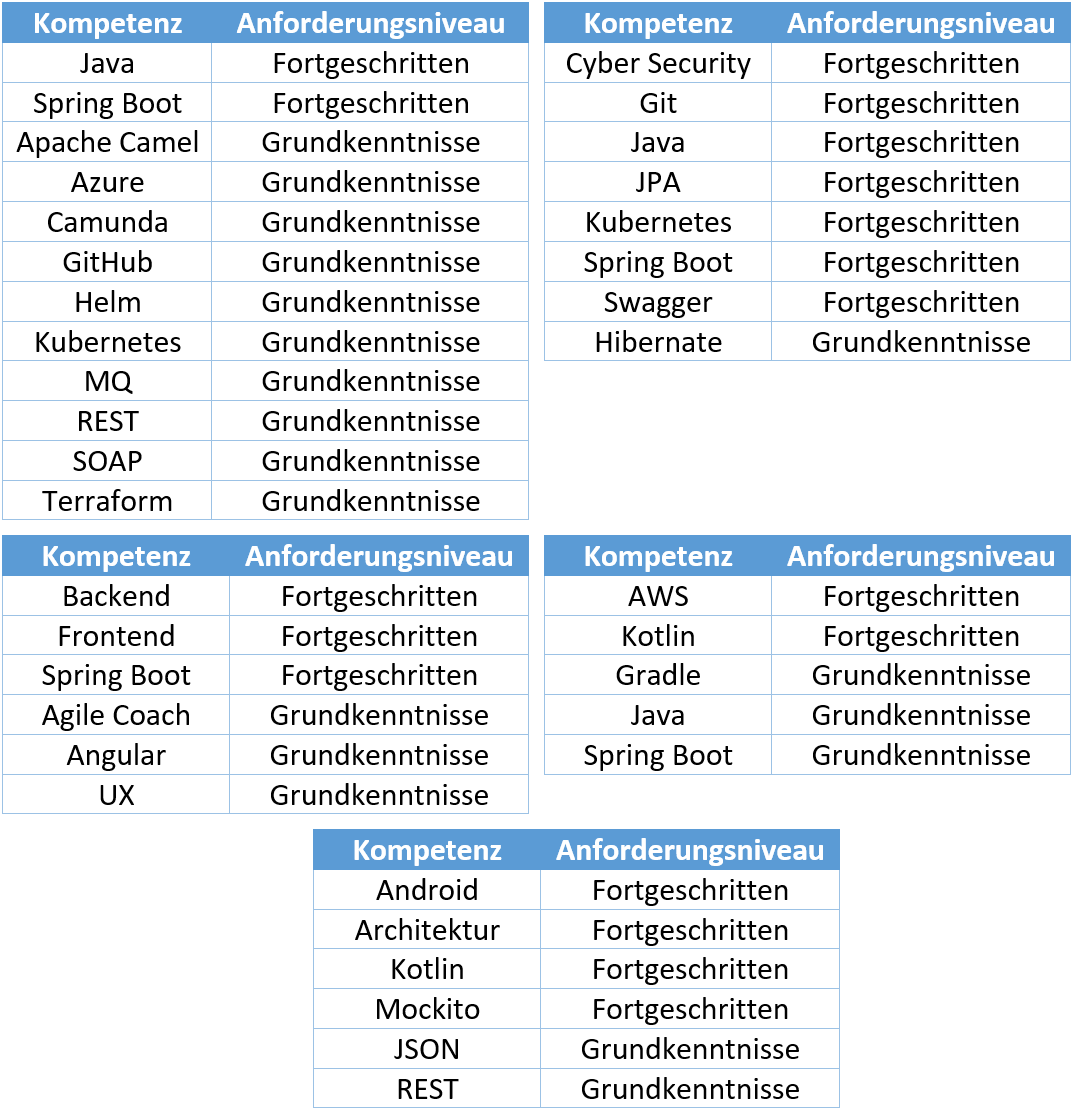 Kompetenz Anforderungsniveau
Java Fortgeschritten
Spring Boot Fortgeschritten
Apache Camel Grundkenntnisse
Azure Grundkenntnisse
Camunda Grundkenntnisse
GitHub Grundkenntnisse
Helm Grundkenntnisse
Kubernetes Grundkenntnisse
MQ Grundkenntnisse
REST Grundkenntnisse
SOAP Grundkenntnisse
Terraform Grundkenntnisse
Kompetenz Anforderungsniveau
Cyber Security Fortgeschritten
Git Fortgeschritten
Java Fortgeschritten
JPA Fortgeschritten
Kubernetes Fortgeschritten
Spring Boot Fortgeschritten
Swagger Fortgeschritten
Hibernate Grundkenntnisse
Kompetenz Anforderungsniveau
Backend Fortgeschritten
Frontend Fortgeschritten
Spring Boot Fortgeschritten
Agile Coach Grundkenntnisse
Angular Grundkenntnisse
UX Grundkenntnisse
Kompetenz Anforderungsniveau
AWS Fortgeschritten
Kotlin Fortgeschritten
Gradle Grundkenntnisse
Java Grundkenntnisse
Spring Boot Grundkenntnisse
Kompetenz Anforderungsniveau
Android Fortgeschritten
Architektur Fortgeschritten
Kotlin Fortgeschritten
Mockito Fortgeschritten
JSON Grundkenntnisse
REST Grundkenntnisse